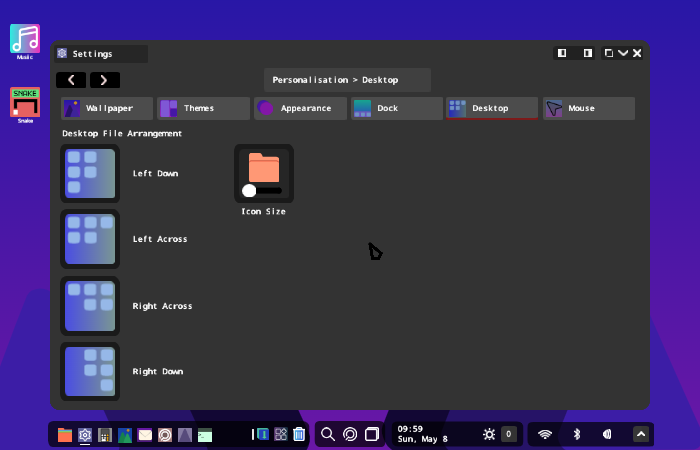 Music
SNAKE
Snake
Settings
Personalisation > Desktop
Wallpaper
Themes
Appearance
Dock
Desktop
Mouse
Desktop File Arrangement
Left Down
Icon Size
Left Across
Right Across
Right Down
09:59
Sun, May 8
0